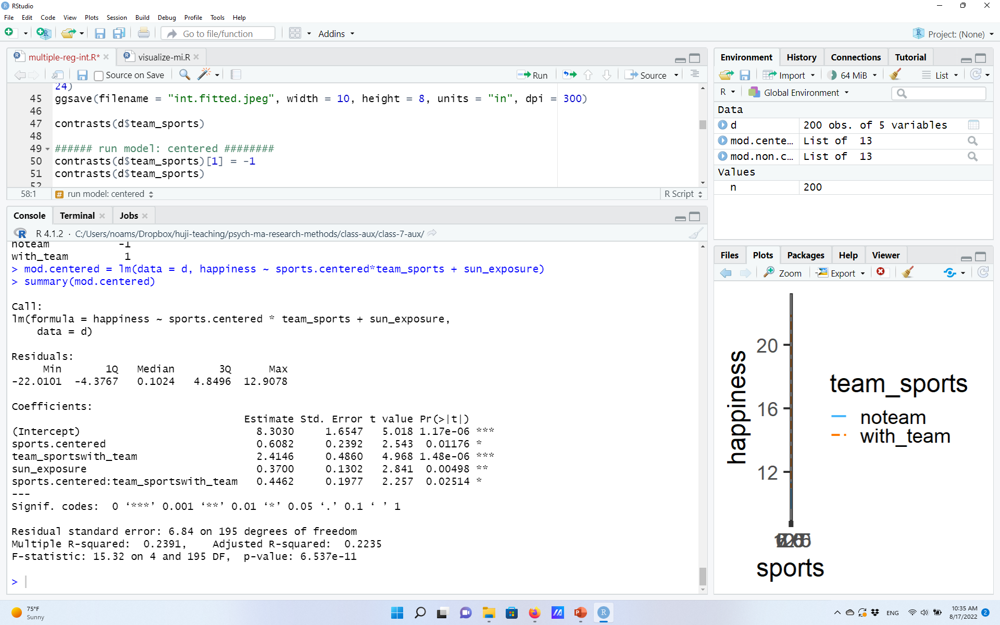 RStudio
File Edit Code View Plots Session Build Debug Profile Tools Help
Go to file/function Addins Project: (None)
multiple-reg-int.R* visualize-mi.R
Source on Save Run Source
24)
45 ggsave(filename = "int.fitted.jpeg", width = 10, height = 8, units = "in", dpi = 300)
46
47 contrasts(d$team_sports)
48
49 ###### run model: centered ########
50 contrasts(d$team_sports)[1] = -1
51 contrasts(d$team_sports)
52
58:1 # run model: centered R Script
Console Terminal Jobs
R 4.1.2 · C:/Users/noams/Dropbox/huji-teaching/psych-ma-research-methods/class-aux/class-7-aux/
noteam -1
with_team 1
> mod.centered = lm(data = d, happiness ~ sports.centered*team_sports + sun_exposure)
> summary(mod.centered)
Call:
lm(formula = happiness ~ sports.centered * team_sports + sun_exposure,
data = d)
Residuals:
Min 1Q Median 3Q Max
-22.0101 -4.3767 0.1024 4.8496 12.9078
Coefficients:
Estimate Std. Error t value Pr(>|t|)
(Intercept) 8.3030 1.6547 5.018 1.17e-06 ***
sports.centered 0.6082 0.2392 2.543 0.01176 *
team_sportswith_team 2.4146 0.4860 4.968 1.48e-06 ***
sun_exposure 0.3700 0.1302 2.841 0.00498 **
sports.centered:team_sportswith_team 0.4462 0.1977 2.257 0.02514 *
---
Signif. codes: 0 ‘***’ 0.001 ‘**’ 0.01 ‘*’ 0.05 ‘.’ 0.1 ‘ ’ 1
Residual standard error: 6.84 on 195 degrees of freedom
Multiple R-squared: 0.2391, Adjusted R-squared: 0.2235
F-statistic: 15.32 on 4 and 195 DF, p-value: 6.537e-11
>
Environment History Connections Tutorial
Import 64 MiB List
R Global Environment
Data
d 200 obs. of 5 variables
mod.cente… List of 13
mod.non.c… List of 13
Values
n 200
Files Plots Packages Help Viewer
Zoom Export
20
16
12
happiness
sports
team_sports
noteam
with_team
75°F
Sunny
ENG
10:35 AM
8/17/2022
2